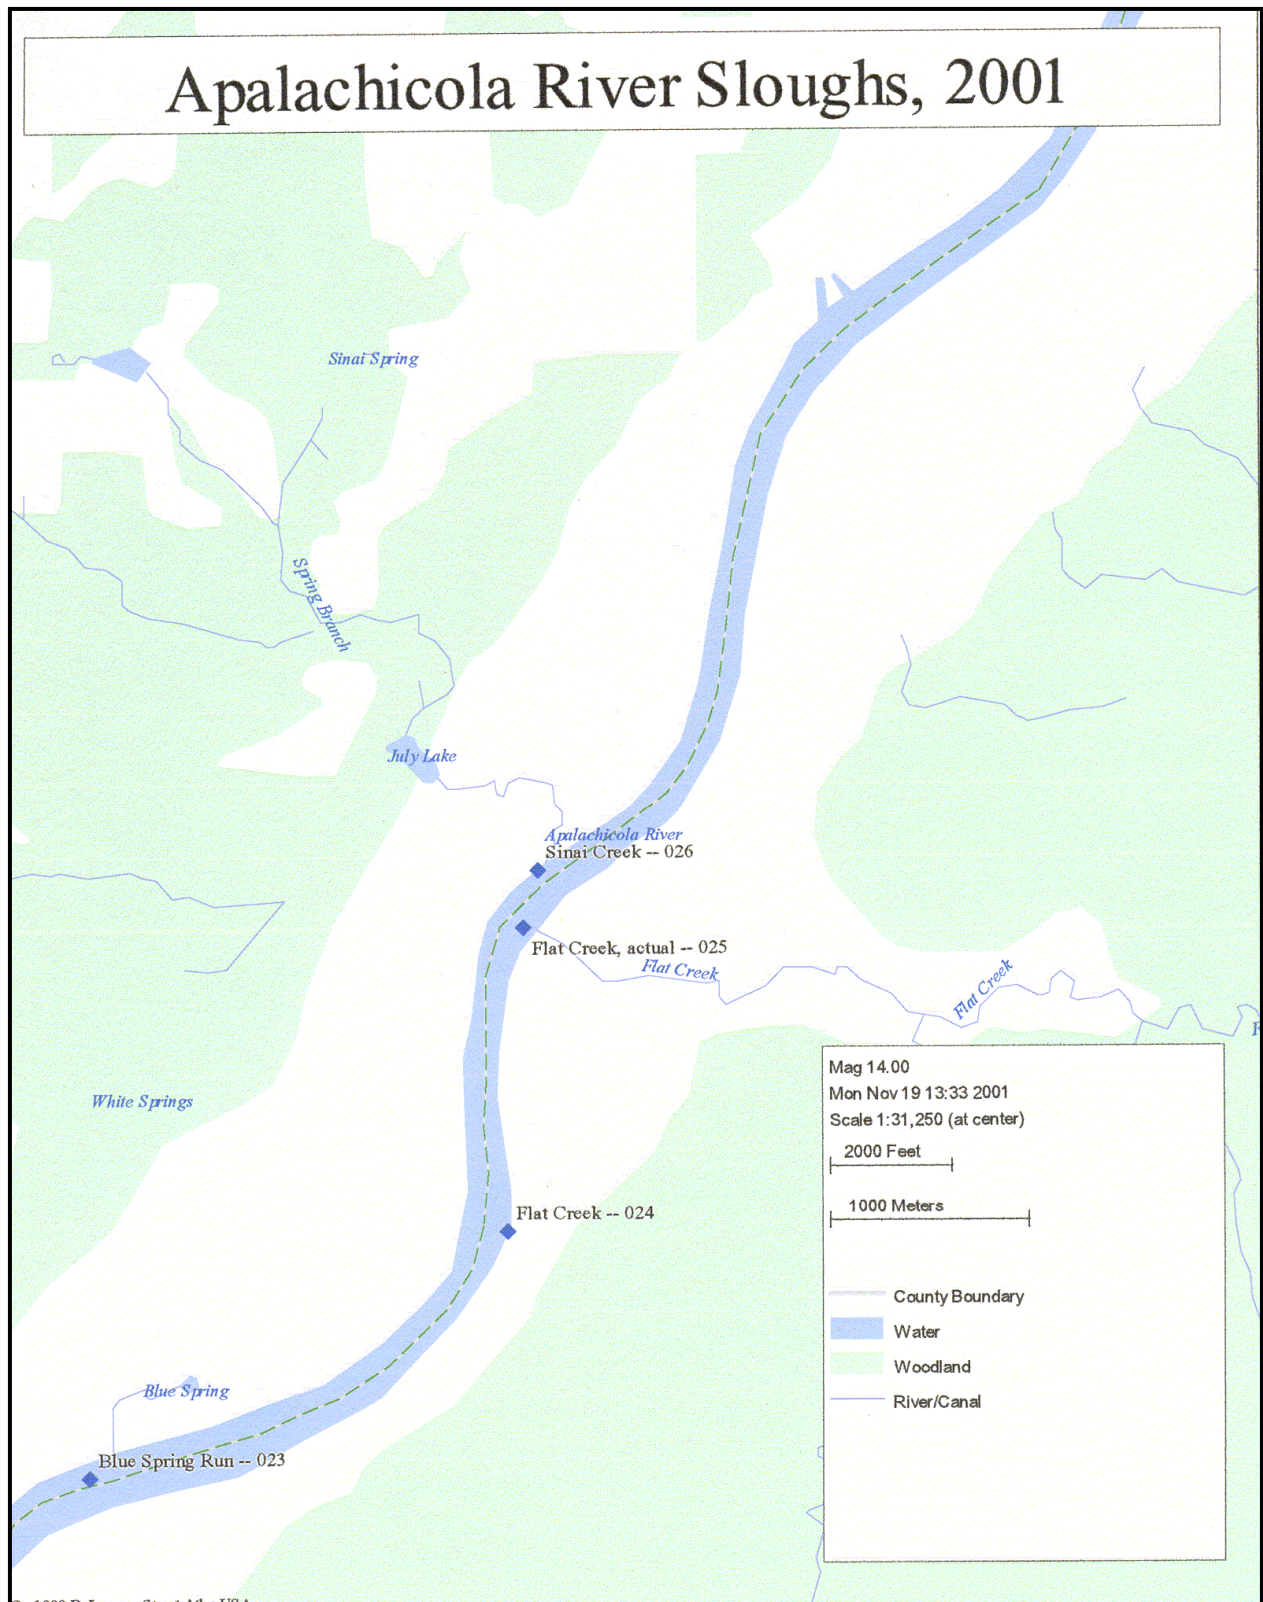 Apalachicola River Sloughs, 2001
Sinai Spring
Spring Branch
July Lake
Apalachicola River
Sinai Creek -- 026
Flat Creek, actual -- 025
Flat Creek
Flat Creek
F
White Springs
Mag 14.00
Mon Nov 19 13:33 2001
Scale 1:31,250 (at center)
2000 Feet
1000 Meters
Flat Creek -- 024
County Boundary
Water
Woodland
River/Canal
Blue Spring
Blue Spring Run -- 023
USA